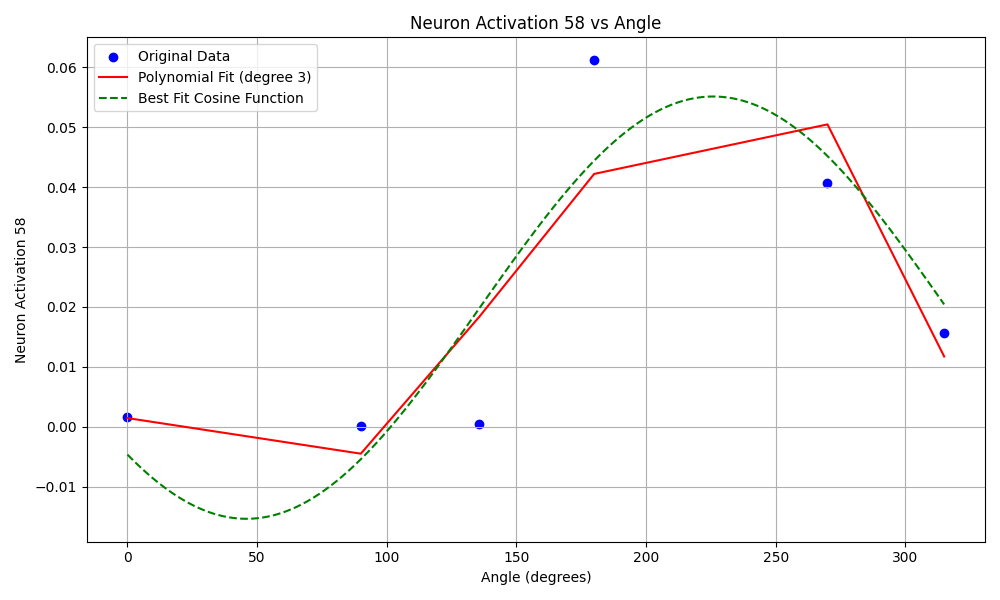 Neuron Activation 58 vs Angle
Original Data
Polynomial Fit (degree 3)
Best Fit Cosine Function
0.06
0.05
0.04
0.03
0.02
0.01
0.00
−0.01
Neuron Activation 58
0 50 100 150 200 250 300
Angle (degrees)